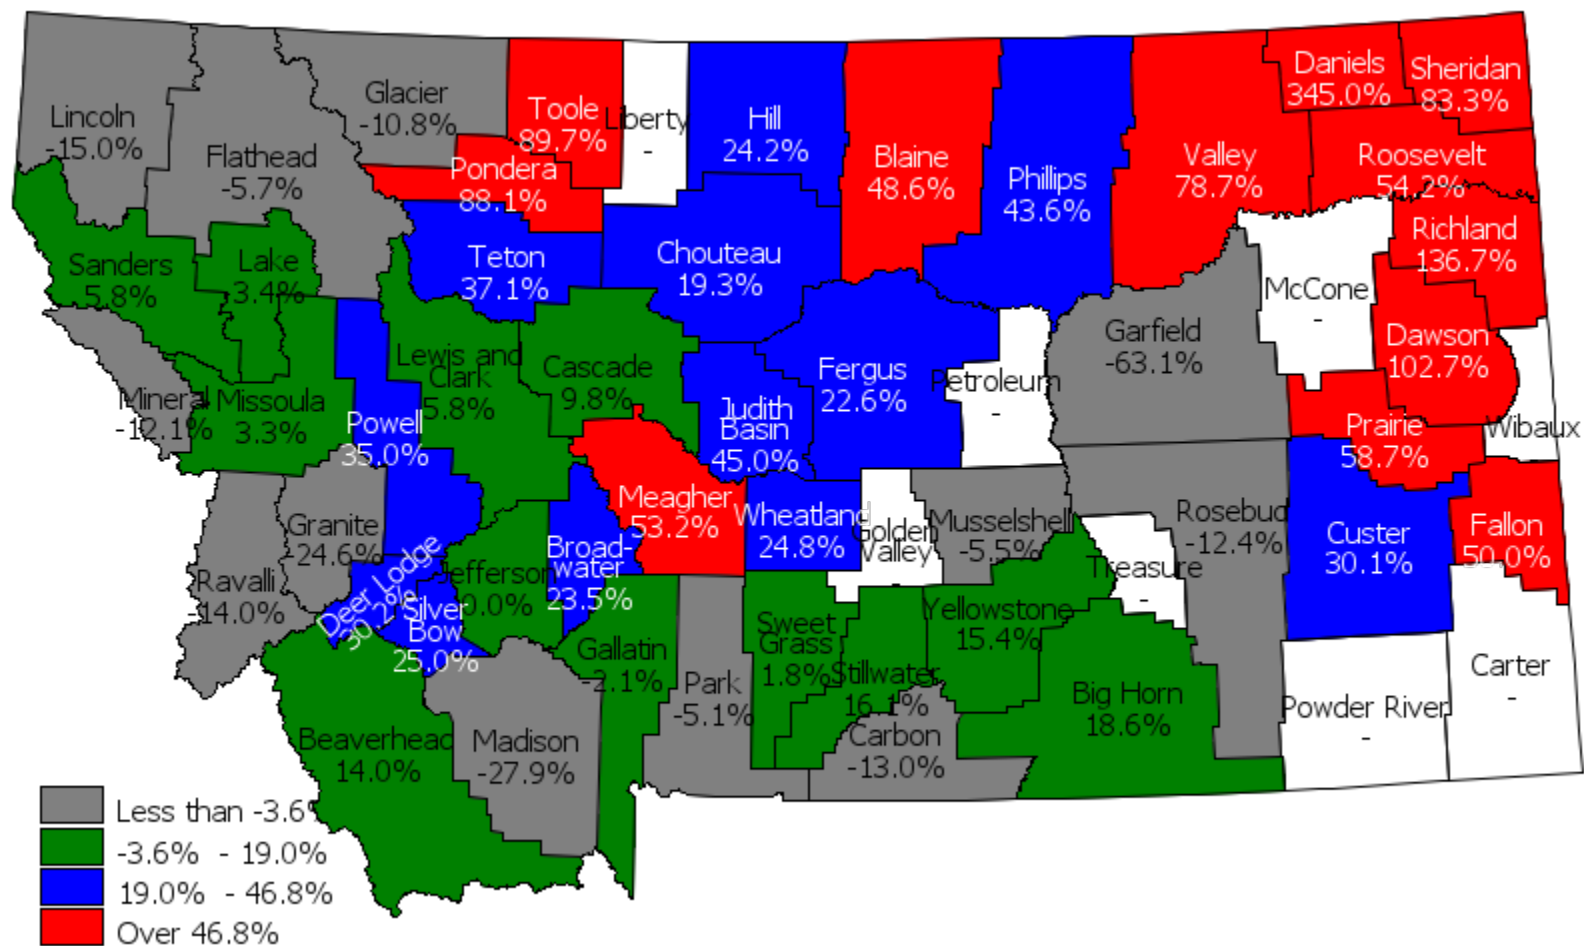 Lincoln
-15.0%
Flathead
-5.7%
Glacier
-10.8%
Toole
89.7%
Liberty
-
Hill
24.2%
Blaine
48.6%
Phillips
43.6%
Valley
78.7%
Daniels
345.0%
Sheridan
83.3%
Roosevelt
54.2%
Pondera
88.1%
Teton
37.1%
Chouteau
19.3%
Richland
136.7%
McCone
-
Dawson
102.7%
Sanders
5.8%
Lake
3.4%
Lewis and
Clark
5.8%
Cascade
9.8%
Fergus
22.6%
Petroleum
-
Garfield
-63.1%
Judith
Basin
45.0%
Mineral
-12.1%
Missoula
3.3%
Powell
35.0%
Prairie
58.7%
Wibaux
Meagher
53.2%
Wheatland
24.8%
Golden
Valley
Musselshell
-5.5%
Rosebud
-12.4%
Custer
30.1%
Fallon
50.0%
Granite
-24.6%
Ravalli
-14.0%
Deer Lodge
30.2%
Silver
Bow
25.0%
Jefferson
0.0%
Broad-
water
23.5%
Treasure
-
Gallatin
-2.1%
Park
-5.1%
Sweet
Grass
1.8%
Stillwater
16.1%
Yellowstone
15.4%
Big Horn
18.6%
Carbon
-13.0%
Powder River
-
Carter
-
Beaverhead
14.0%
Madison
-27.9%
Less than -3.6%
-3.6% - 19.0%
19.0% - 46.8%
Over 46.8%